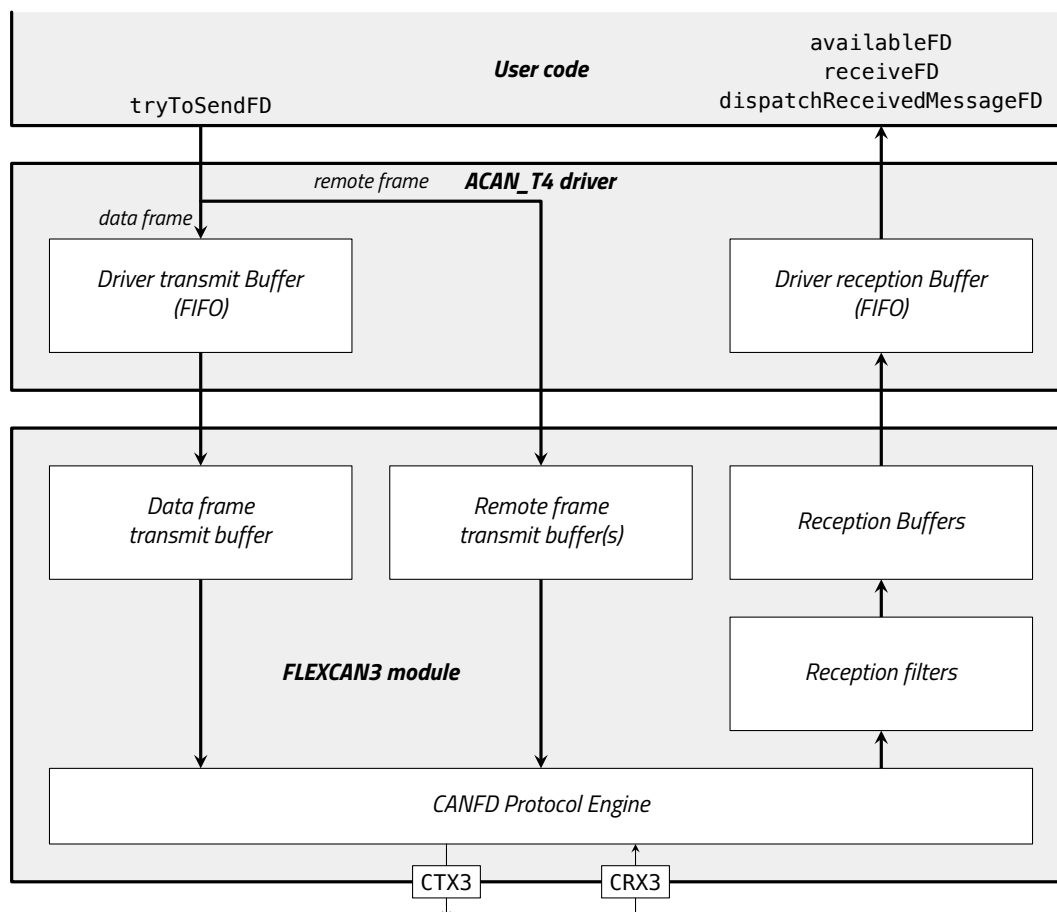 availableFD
User code
receiveFD
tryToSendFD
dispatchReceivedMessageFD
remote frame
ACAN_T4 driver
data frame
Driver transmit Buffer
(FIFO)
Driver reception Buffer
(FIFO)
Data frame
transmit buffer
Remote frame
transmit buffer(s)
Reception Buffers
FLEXCAN3 module
Reception filters
CANFD Protocol Engine
CTX3
CRX3